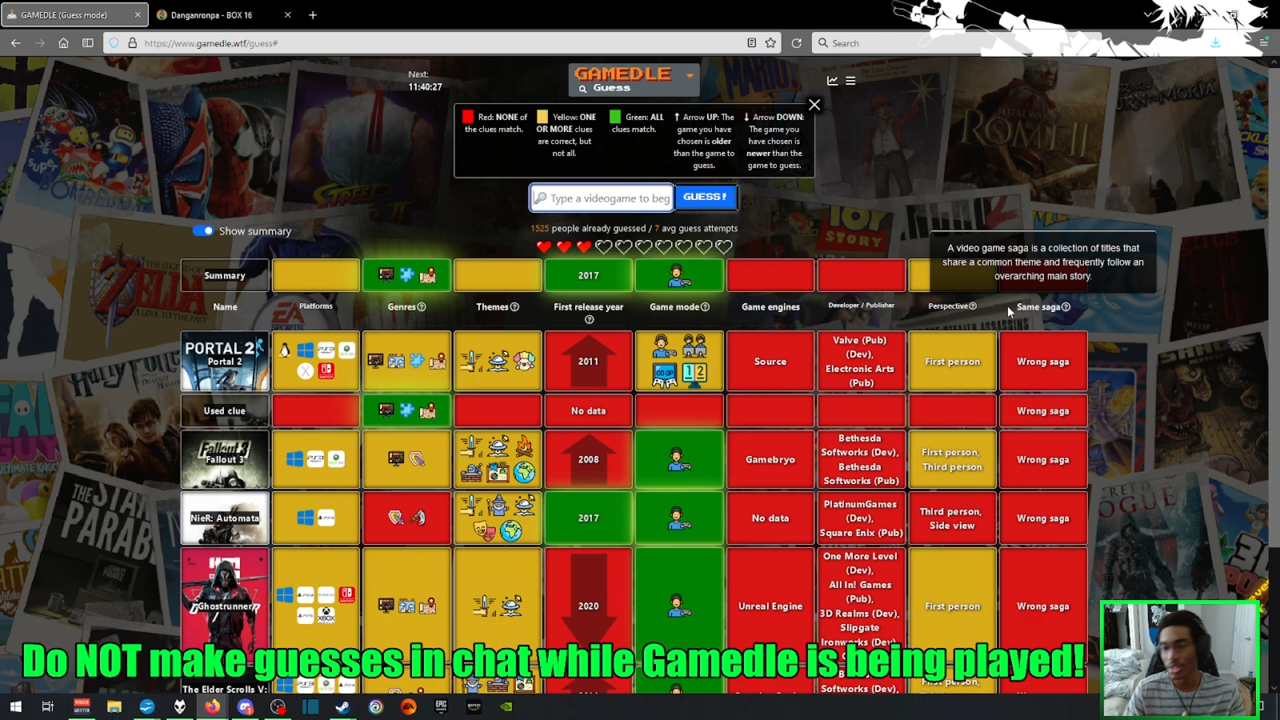 GAMEDLE (Guess mode)
Danganronpa - BOX 16
https://www.gamedle.wtf/guess#
Search
Next:
11:40:27
GAMEDLE
Guess
Red: NONE of
the clues match.
Yellow: ONE
OR MORE clues
are correct, but
not all.
Green: ALL
clues match.
Arrow UP: The
game you have
chosen is older
than the game to
guess.
Arrow DOWN:
The game you
have chosen is
newer than the
game to guess.
Type a videogame to beg
GUESS!
1525 people already guessed / 7 avg guess attempts
Show summary
A video game saga is a collection of titles that
share a common theme and frequently follow an
overarching main story.
Summary
2017
Name
Platforms
Genres
Themes
First release year
Game mode
Game engines
Developer / Publisher
Perspective
Same saga
PORTAL 2
Portal 2
2011
Source
Valve (Pub)
(Dev),
Electronic Arts
(Pub)
First person
Wrong saga
Used clue
No data
Wrong saga
Fallout 3
Fallout 3
2008
Gamebryo
Bethesda
Softworks (Dev),
Bethesda
Softworks (Pub)
First person,
Third person
Wrong saga
NieR: Automata
2017
No data
PlatinumGames
(Dev),
Square Enix (Pub)
Third person,
Side view
Wrong saga
Ghostrunner
2020
Unreal Engine
One More Level
(Dev),
All In! Games
(Pub),
3D Realms (Dev),
Slipgate
Ironworks (Dev)
First person
Wrong saga
Do NOT make guesses in chat while Gamedle is being played!
The Elder Scrolls V: